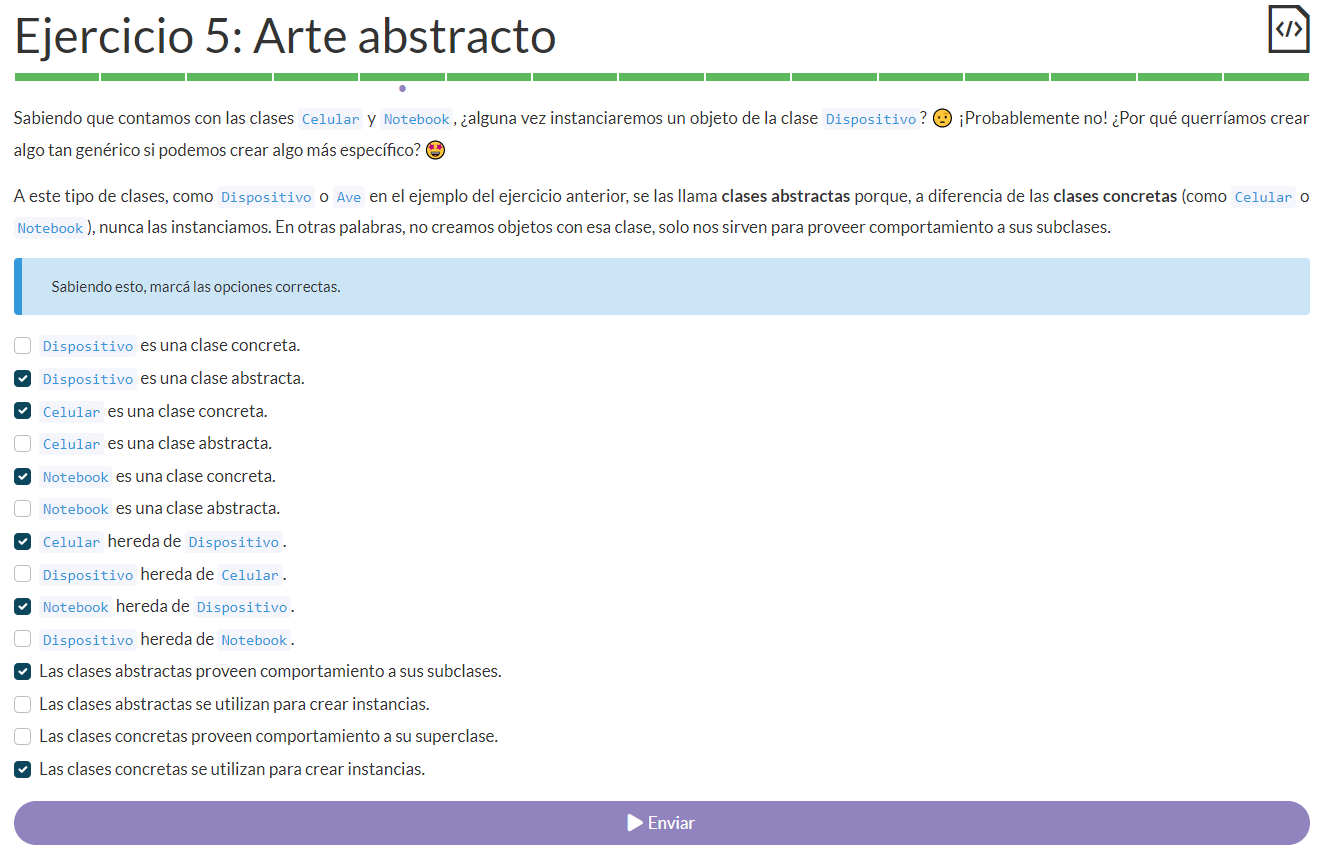 Ejercicio 5: Arte abstracto
</>
Sabiendo que contamos con las clases Celular y Notebook, ¿alguna vez instanciaremos un objeto de la clase Dispositivo? 🤨 ¡Probablemente no! ¿Por qué querríamos crear
algo tan genérico si podemos crear algo más específico? 🤩
A este tipo de clases, como Dispositivo o Ave en el ejemplo del ejercicio anterior, se las llama clases abstractas porque, a diferencia de las clases concretas (como Celular o
Notebook), nunca las instanciamos. En otras palabras, no creamos objetos con esa clase, solo nos sirven para proveer comportamiento a sus subclases.
Sabiendo esto, marcá las opciones correctas.
Dispositivo es una clase concreta.
Dispositivo es una clase abstracta.
Celular es una clase concreta.
Celular es una clase abstracta.
Notebook es una clase concreta.
Notebook es una clase abstracta.
Celular hereda de Dispositivo.
Dispositivo hereda de Celular.
Notebook hereda de Dispositivo.
Dispositivo hereda de Notebook.
Las clases abstractas proveen comportamiento a sus subclases.
Las clases abstractas se utilizan para crear instancias.
Las clases concretas proveen comportamiento a su superclase.
Las clases concretas se utilizan para crear instancias.
Enviar